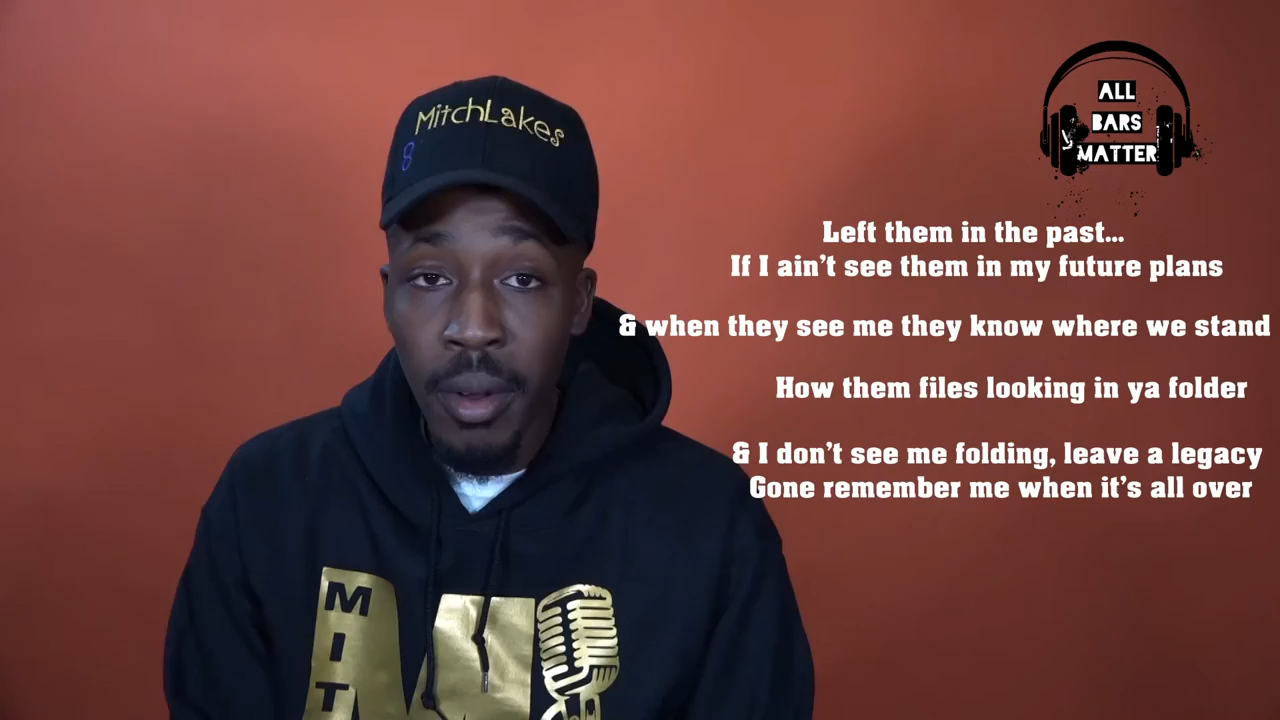 MitchLakes
8
ALL
BARS
MATTER
Left them in the past...
If I ain't see them in my future plans
& when they see me they know where we stand
How them files looking in ya folder
& I don't see me folding, leave a legacy
Gone remember me when it's all over
M
I
T